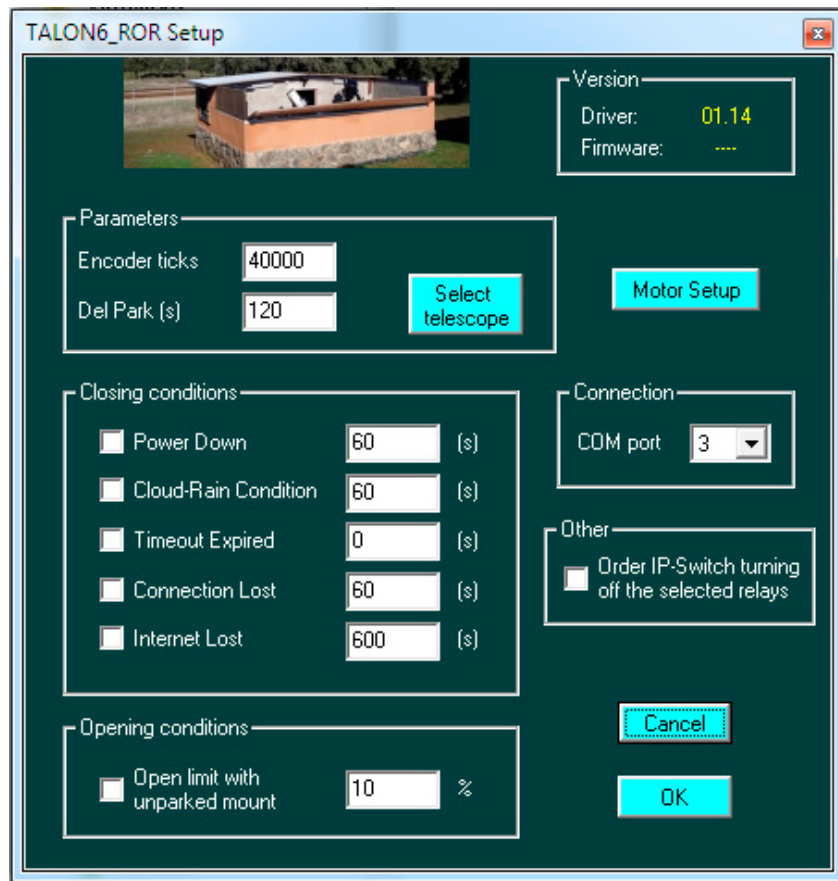 TALON6_ROR Setup
Version
Driver: 01.14
Firmware: ----
Parameters
Encoder ticks 40000
Del Park (s) 120
Select
telescope
Motor Setup
Closing conditions
Power Down 60 (s)
Cloud-Rain Condition 60 (s)
Timeout Expired 0 (s)
Connection Lost 60 (s)
Internet Lost 600 (s)
Connection
COM port 3
Other
Order IP-Switch turning
off the selected relays
Opening conditions
Open limit with
unparked mount 10 %
Cancel
OK